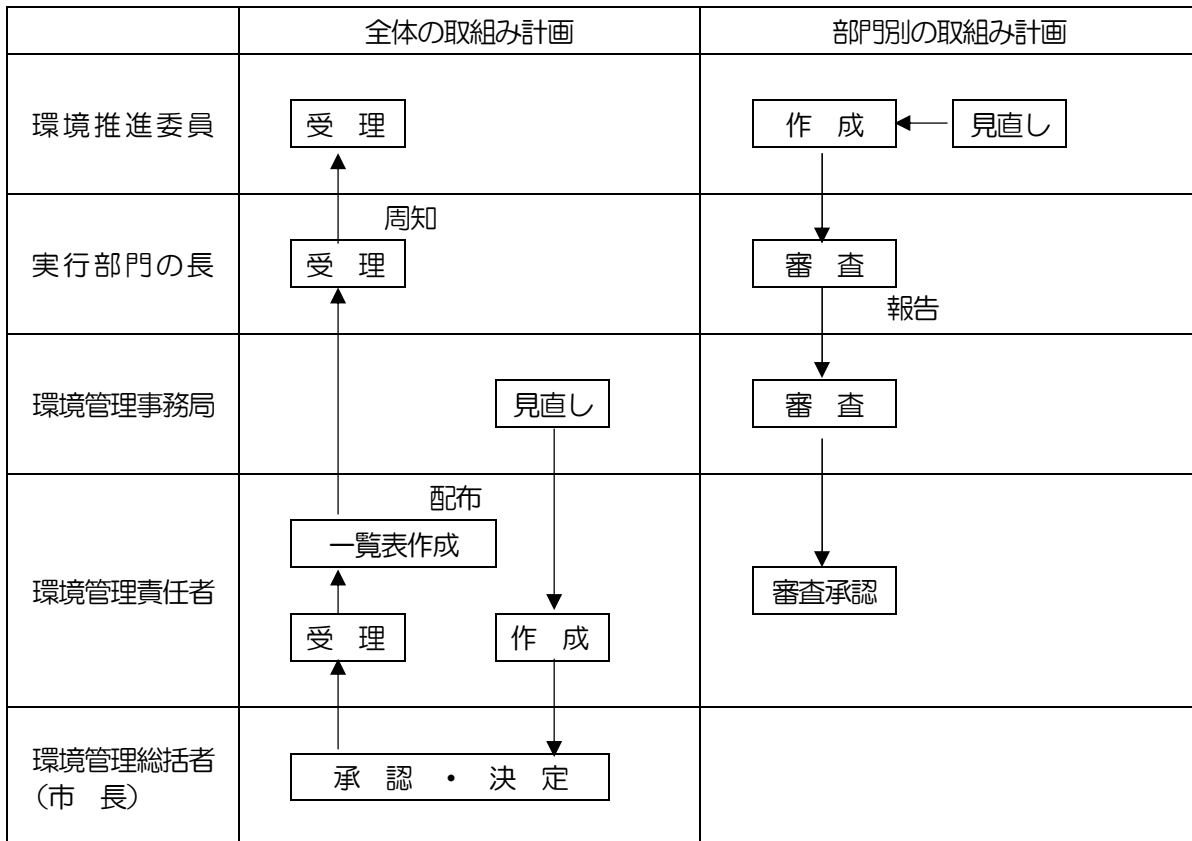 全体の取組み計画
部門別の取組み計画
環境推進委員
受　理
作　成
見直し
周知
実行部門の長
受　理
審　査
報告
環境管理事務局
見直し
審　査
配布
一覧表作成
環境管理責任者
審査承認
受　理
作　成
環境管理総括者
（市　長）
承　認　・　決　定